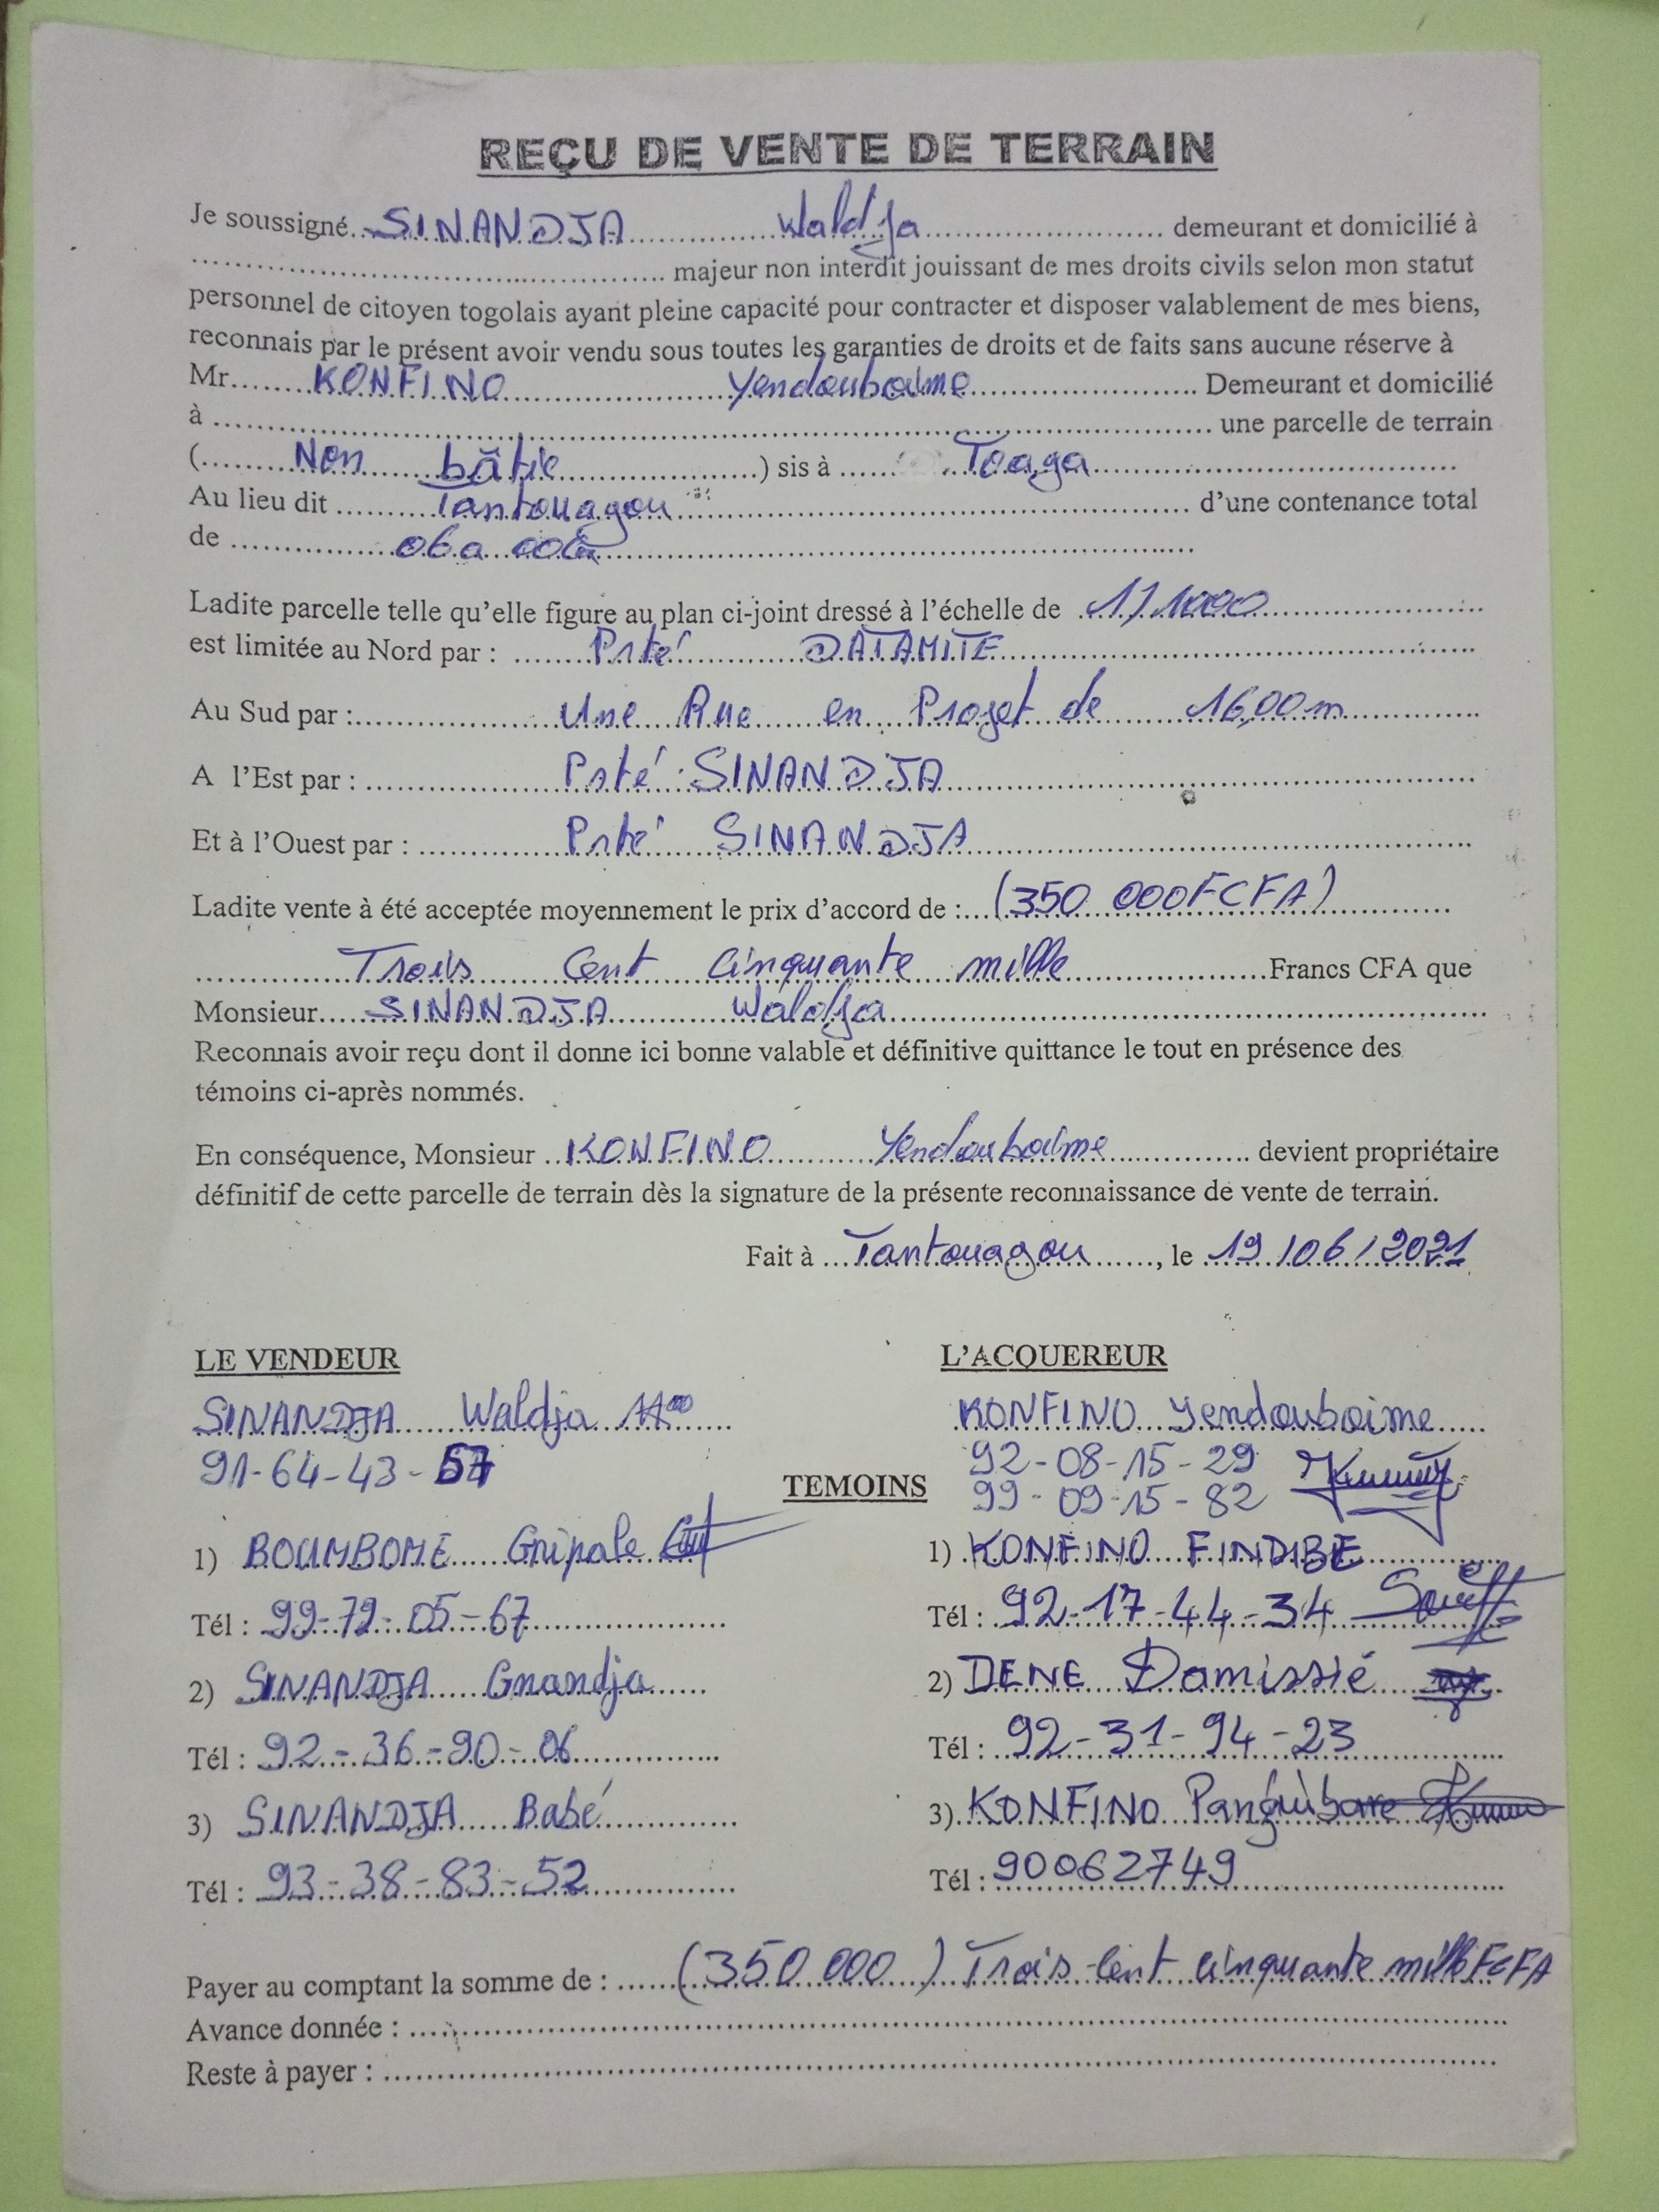 REÇU DE VENTE DE TERRAIN
Je soussigné SINANDJA Waldja demeurant et domicilié à
majeur non interdit jouissant de mes droits civils selon mon statut
personnel de citoyen togolais ayant pleine capacité pour contracter et disposer valablement de mes biens,
reconnais par le présent avoir vendu sous toutes les garanties de droits et de faits sans aucune réserve à
Mr KONFINO Yendouboime Demeurant et domicilié
à une parcelle de terrain
(Non bâtie) sis à Toaga
Au lieu dit Tantouagou d'une contenance total
de 06a
Ladite parcelle telle qu'elle figure au plan ci-joint dressé à l'échelle de 1/1000
est limitée au Nord par : Pté DATAMITE
Au Sud par : Une Rue en Projet de 16,00m
A l'Est par : Pté : SINANDJA
Et à l'Ouest par : Pté SINANDJA
Ladite vente à été acceptée moyennement le prix d'accord de : (350 000FCFA)
Trois Cent Cinquante mille Francs CFA que
Monsieur SINANDJA Waldja
Reconnais avoir reçu dont il donne ici bonne valable et définitive quittance le tout en présence des
témoins ci-après nommés.
En conséquence, Monsieur KONFINO Yendouboime devient propriétaire
définitif de cette parcelle de terrain dès la signature de la présente reconnaissance de vente de terrain.
Fait à Tantouagou, le 19/06/2021
LE VENDEUR
SINANDJA Waldja
91-64-43-57
L'ACQUEREUR
KONFINO Yendouboime
92-08-15-29
99-09-15-82
TEMOINS
1) BOUMBOME Gnipale
Tél : 99-79-05-67
2) SINANDJA Gnandja
Tél : 92-36-90-06
3) SINANDJA Babé
Tél : 93-38-83-52
1) KONFINO FINDIBE
Tél : 92-17-44-34
2) DENE Damissié
Tél : 92-31-94-23
3) KONFINO Panguibare
Tél : 90062749
Payer au comptant la somme de : (350 000) Trois Cent Cinquante mille FCFA
Avance donnée :
Reste à payer :